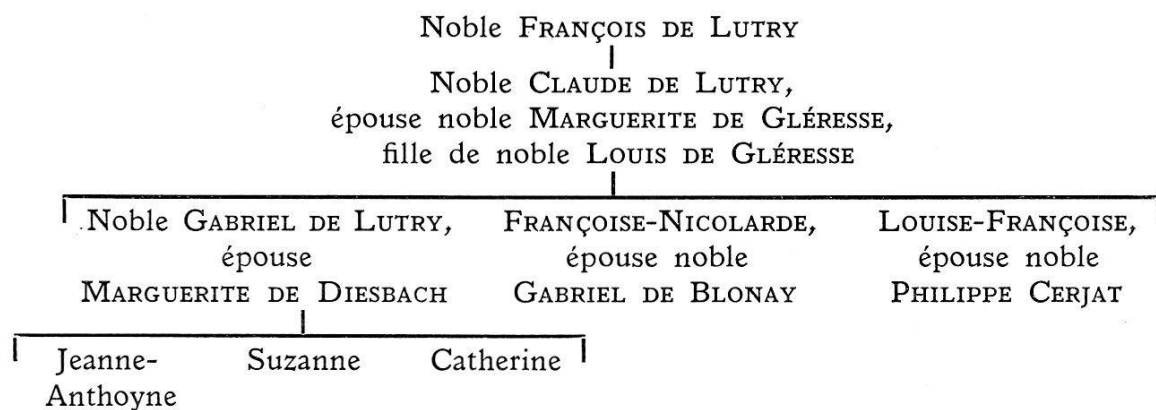 Noble FRANÇOIS DE LUTRY
Noble CLAUDE DE LUTRY,
épouse noble MARGUERITE DE GLÉRESSE,
fille de noble LOUIS DE GLÉRESSE
Noble GABRIEL DE LUTRY, FRANÇOISE-NICOLARDE, LOUISE-FRANÇOISE,
épouse épouse noble épouse noble
MARGUERITE DE DIESBACH GABRIEL DE BLONAY PHILIPPE CERJAT
Jeanne- Suzanne Catherine
Anthoyne